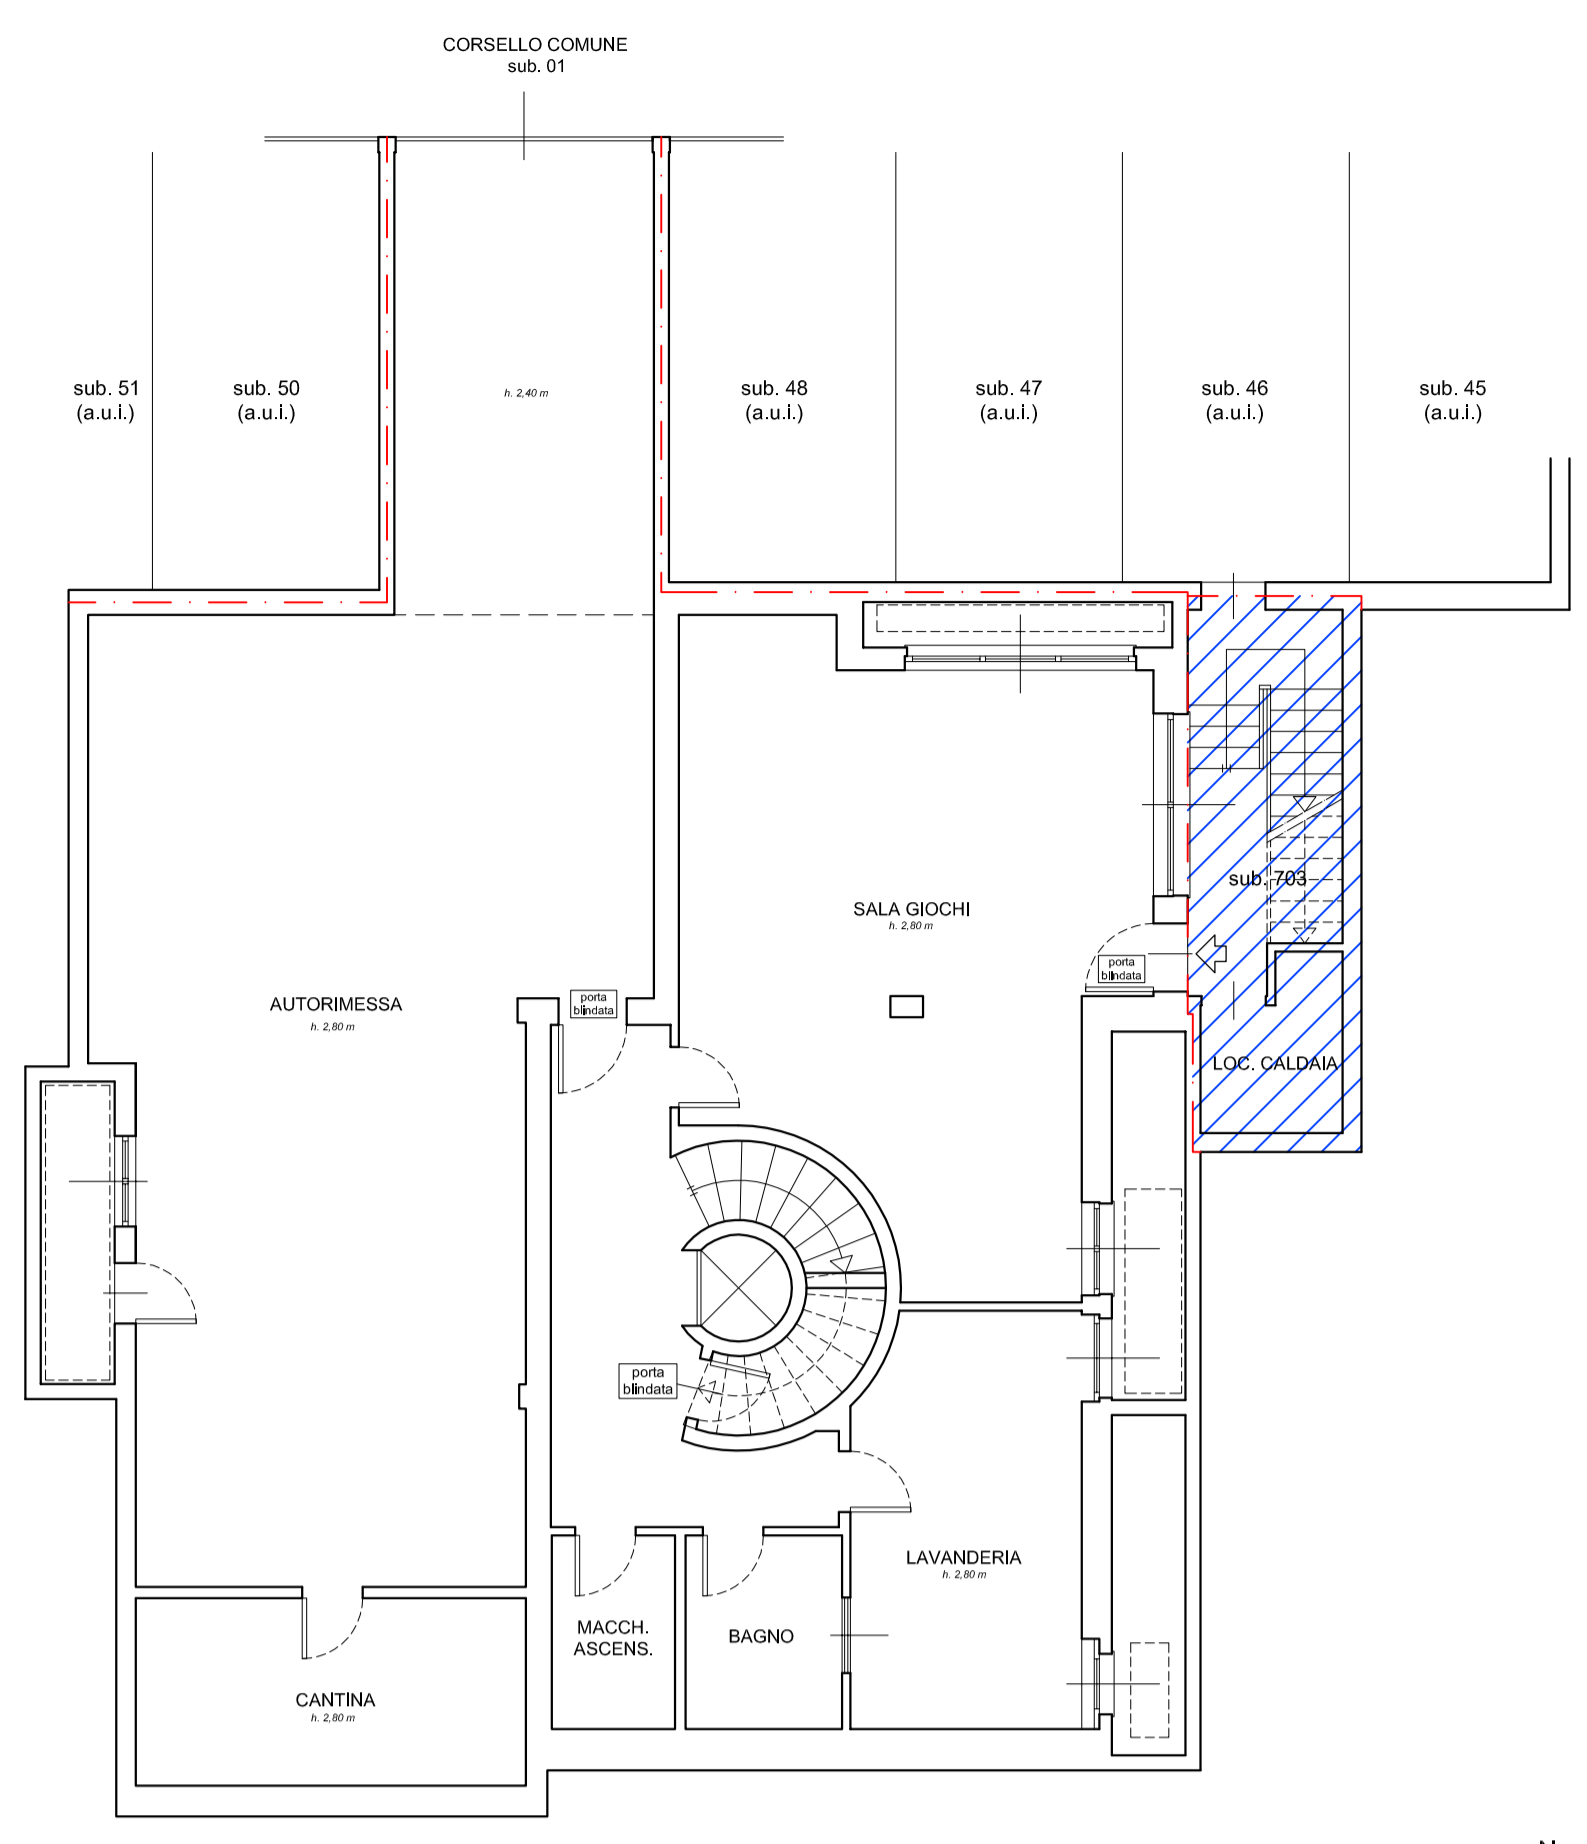 CORSELLO COMUNE
sub. 01
sub. 51
(a.u.i.)
sub. 50
(a.u.i.)
h. 2,40 m
sub. 48
(a.u.i.)
sub. 47
(a.u.i.)
sub. 46
(a.u.i.)
sub. 45
(a.u.i.)
sub. 703
SALA GIOCHI
h. 2,80 m
porta
blindata
AUTORIMESSA
h. 2,80 m
porta
blindata
LOC. CALDAIA
porta
blindata
LAVANDERIA
h. 2,80 m
MACCH.
ASCENS.
BAGNO
CANTINA
h. 2,80 m